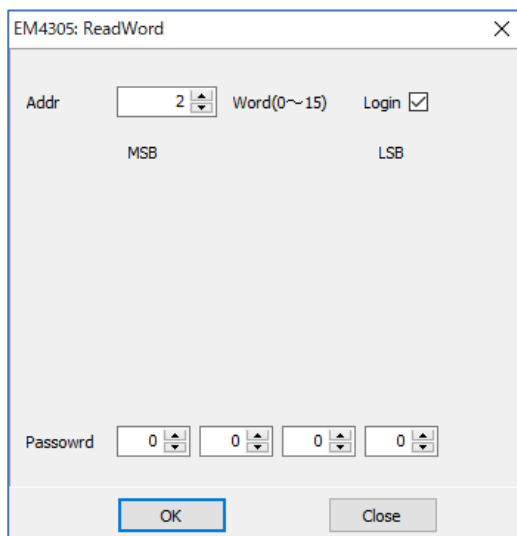 EM4305: ReadWord
Addr 2 Word(0～15) Login
MSB LSB
Passowrd 0 0 0 0
OK Close